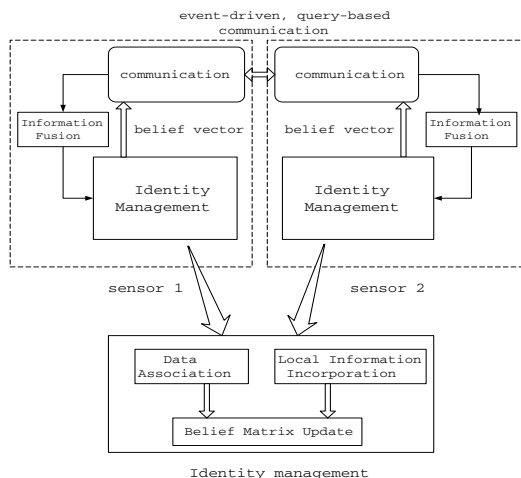 event-driven, query-based
communication
communication
communication
Information
Fusion
belief vector
belief vector
Information
Fusion
Identity
Management
Identity
Management
sensor 1
sensor 2
Data
Association
Local Information
Incorporation
Belief Matrix Update
Identity management